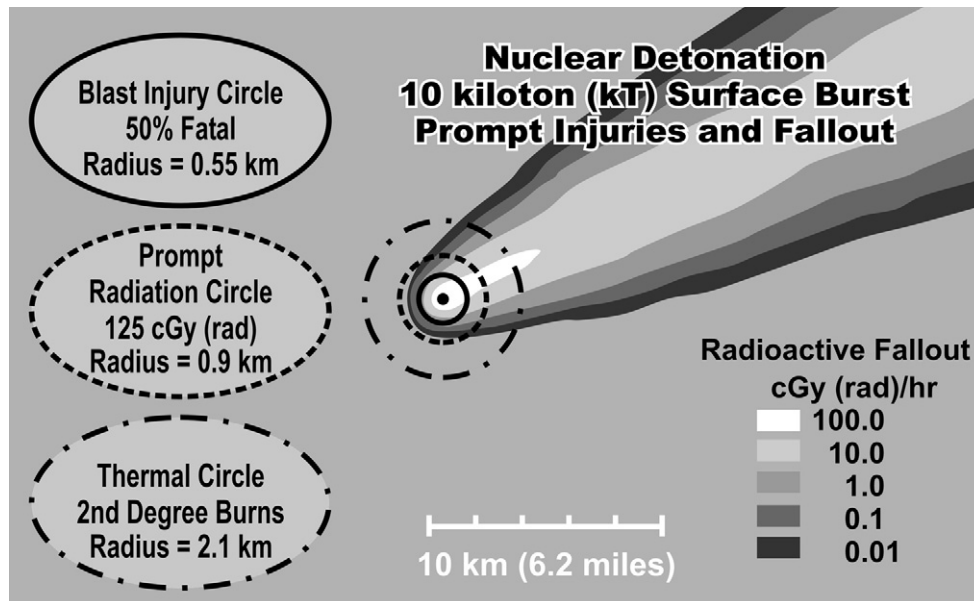 Nuclear Detonation
10 kiloton (kT) Surface Burst
Prompt Injuries and Fallout
Blast Injury Circle
50% Fatal
Radius = 0.55 km
Prompt
Radiation Circle
125 cGy (rad)
Radius = 0.9 km
Thermal Circle
2nd Degree Burns
Radius = 2.1 km
10 km (6.2 miles)
Radioactive Fallout
cGy (rad)/hr
100.0
10.0
1.0
0.1
0.01